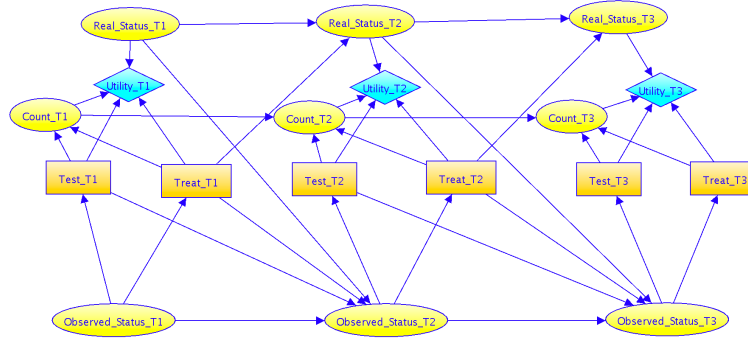 Real_Status_T1
Real_Status_T2
Real_Status_T3
Utility_T1
Utility_T2
Utility_T3
Count_T1
Count_T2
Count_T3
Test_T1
Treat_T1
Test_T2
Treat_T2
Test_T3
Treat_T3
Observed_Status_T1
Observed_Status_T2
Observed_Status_T3